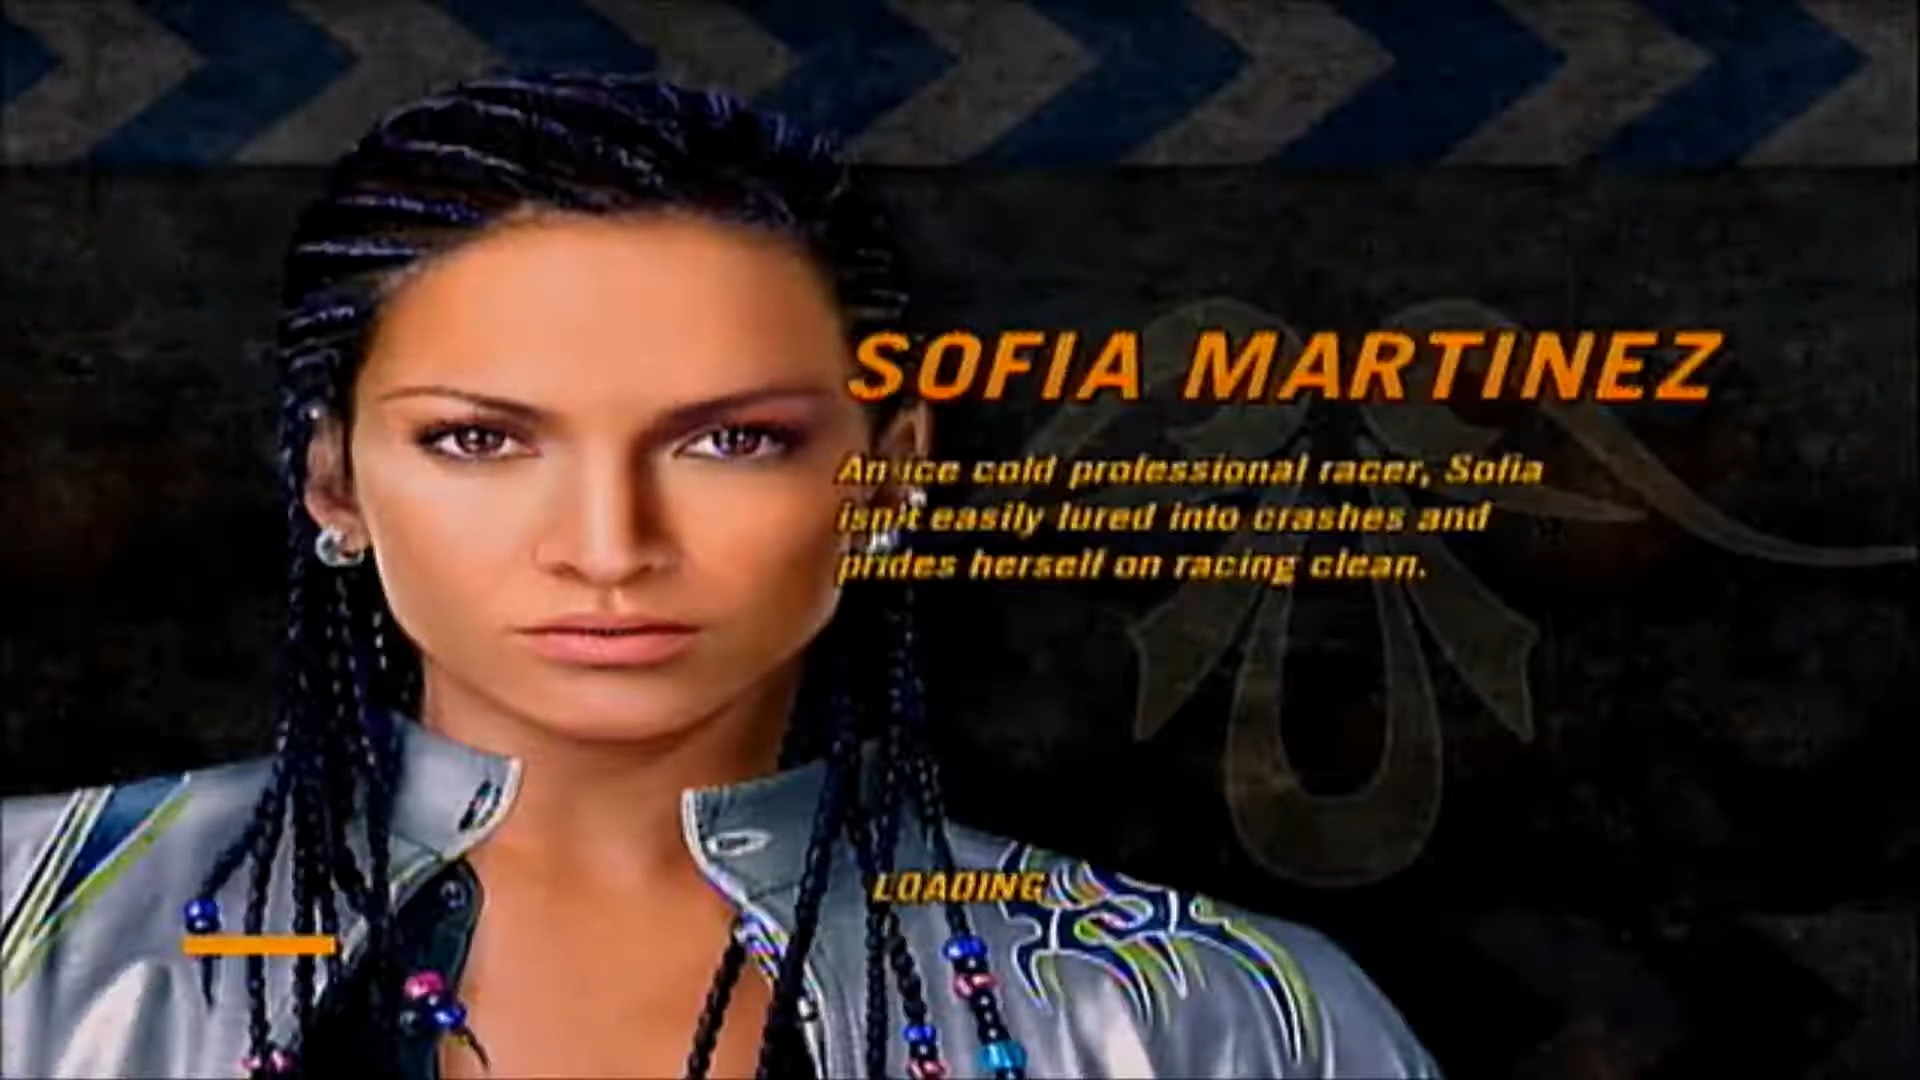 SOFIA MARTINEZ
An ice cold professional racer, Sofia
isn't easily lured into crashes and
prides herself on racing clean.
LOADING